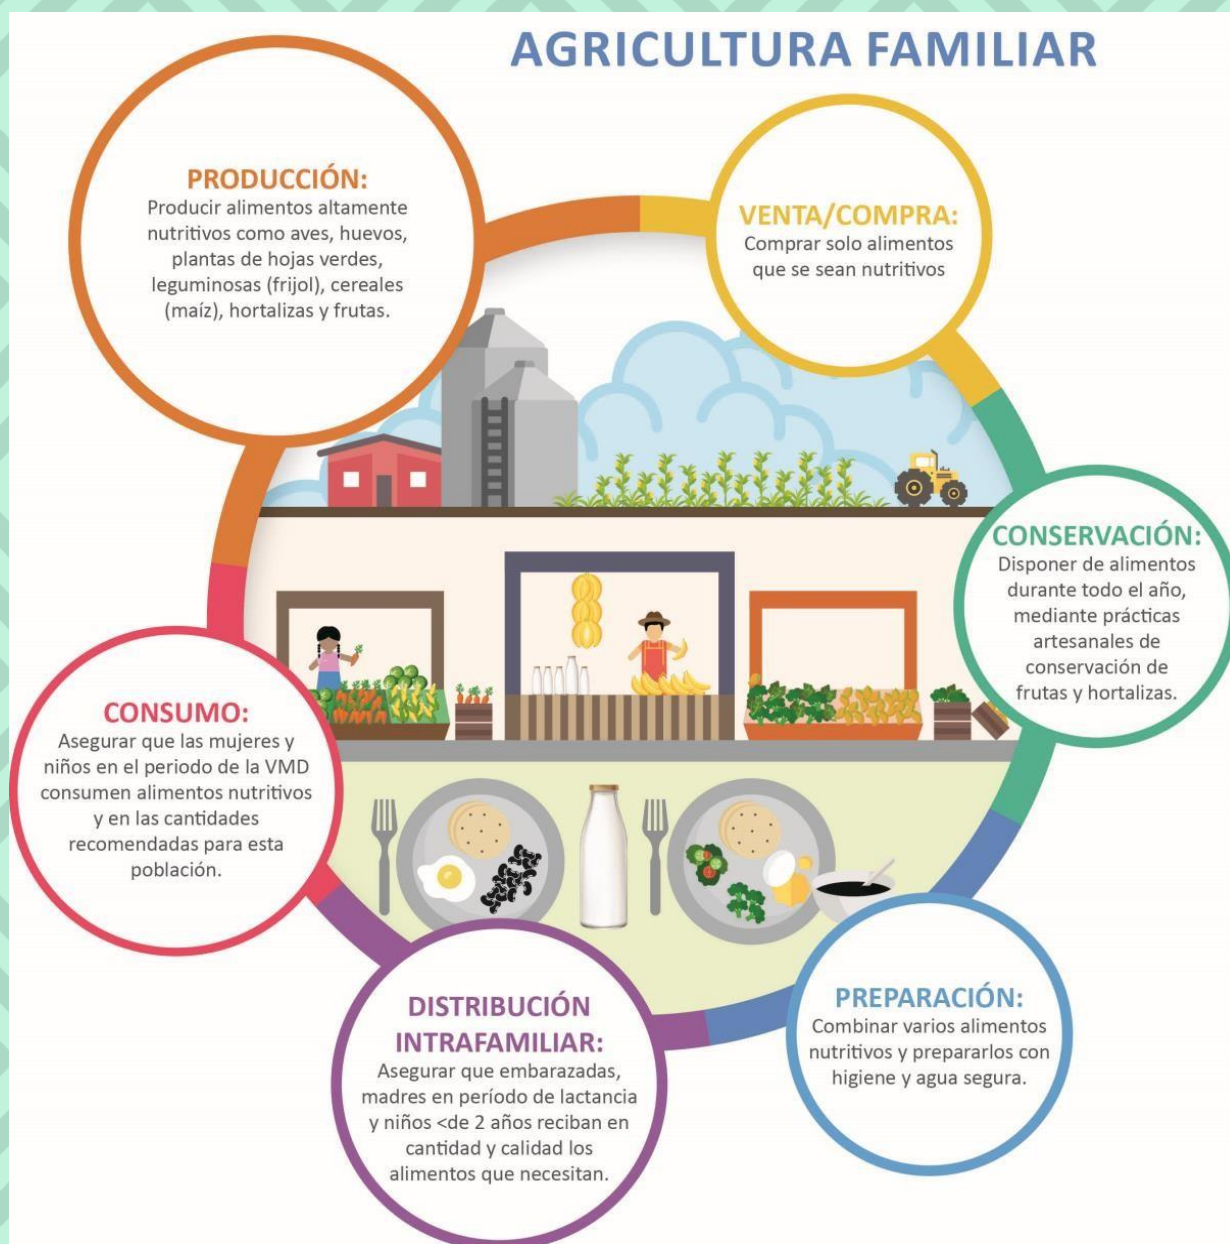 AGRICULTURA FAMILIAR
PRODUCCIÓN:
Producir alimentos altamente
nutritivos como aves, huevos,
plantas de hojas verdes,
leguminosas (frijol), cereales
(maíz), hortalizas y frutas.
VENTA/COMPRA:
Comprar solo alimentos
que se sean nutritivos
CONSERVACIÓN:
Disponer de alimentos
durante todo el año,
mediante prácticas
artesanales de
conservación de
frutas y hortalizas.
PREPARACIÓN:
Combinar varios alimentos
nutritivos y prepararlos con
higiene y agua segura.
DISTRIBUCIÓN
INTRAFAMILIAR:
Asegurar que embarazadas,
madres en período de lactancia
y niños <de 2 años reciban en
cantidad y calidad los
alimentos que necesitan.
CONSUMO:
Asegurar que las mujeres y
niños en el periodo de la VMD
consumen alimentos nutritivos
y en las cantidades
recomendadas para esta
población.